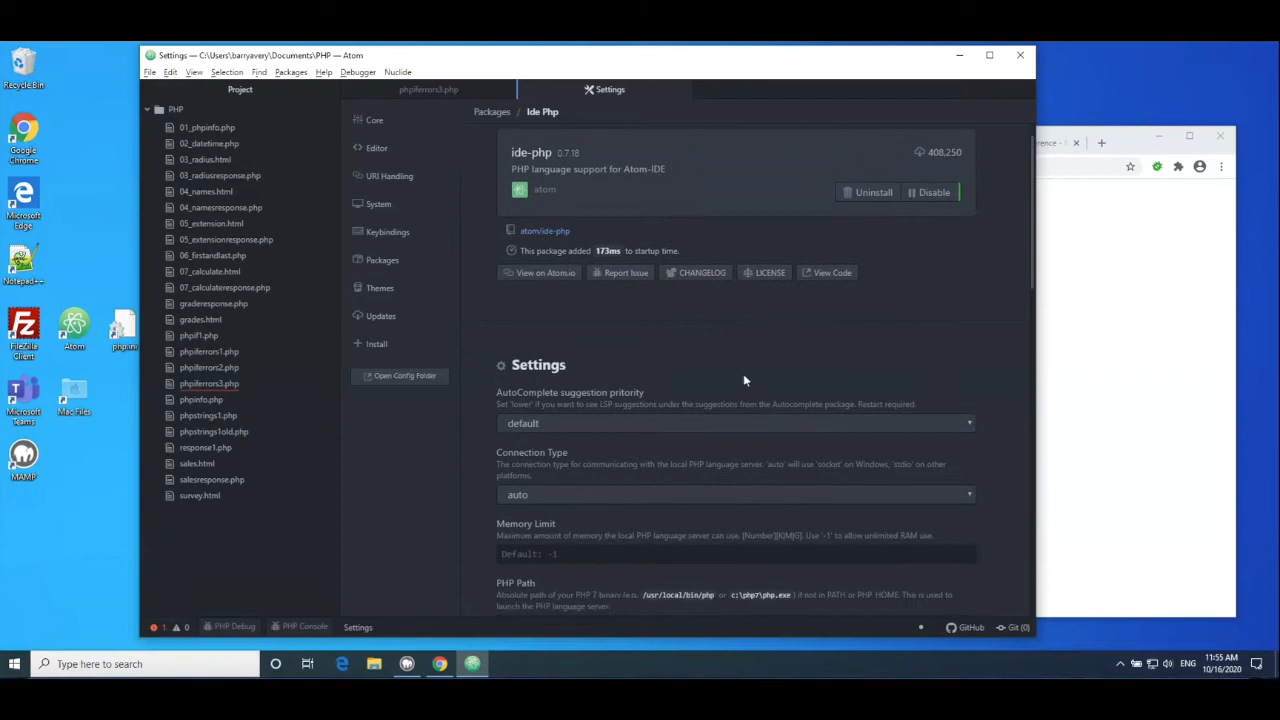 Settings — C:\Users\barryavery\Documents\PHP — Atom
File Edit View Selection Find Packages Help Debugger Nuclide
Project
phpiferrors3.php
Settings
PHP
01_phpinfo.php
02_datetime.php
03_radius.html
03_radiusresponse.php
04_names.html
04_namesresponse.php
05_extension.html
05_extensionresponse.php
06_firstandlast.php
07_calculate.html
07_calculateresponse.php
graderesponse.php
grades.html
phpif1.php
phpiferrors1.php
phpiferrors2.php
phpiferrors3.php
phpinfo.php
phpstrings1.php
phpstrings1old.php
response1.php
sales.html
salesresponse.php
survey.html
Core
Editor
URI Handling
System
Keybindings
Packages
Themes
Updates
Install
Open Config Folder
Packages / Ide Php
ide-php 0.7.18
408,250
PHP language support for Atom-IDE
atom
Uninstall
Disable
atom/ide-php
This package added 173ms to startup time.
View on Atom.io
Report Issue
CHANGELOG
LICENSE
View Code
Settings
AutoComplete suggestion pritority
Set 'lower' if you want to see LSP suggestions under the suggestions from the Autocomplete package. Restart required.
default
Connection Type
The connection type for communicating with the local PHP language server. 'auto' will use 'socket' on Windows, 'stdio' on other
platforms.
auto
Memory Limit
Maximum amount of memory the local PHP language server can use. [Number][K|M|G]. Use '-1' to allow unlimited RAM use.
Default: -1
PHP Path
Absolute path of your PHP 7 binary (e.g. /usr/local/bin/php or c:\php7\php.exe ) if not in PATH or PHP_HOME. This is used to
launch the PHP language server.
1
0
PHP Debug
PHP Console
Settings
GitHub
Git (0)
Recycle Bin
Google
Chrome
Microsoft
Edge
Notepad++
FileZilla
Client
Atom
php.ini
Microsoft
Teams
Mac Files
MAMP
Type here to search
ENG
11:55 AM
10/16/2020